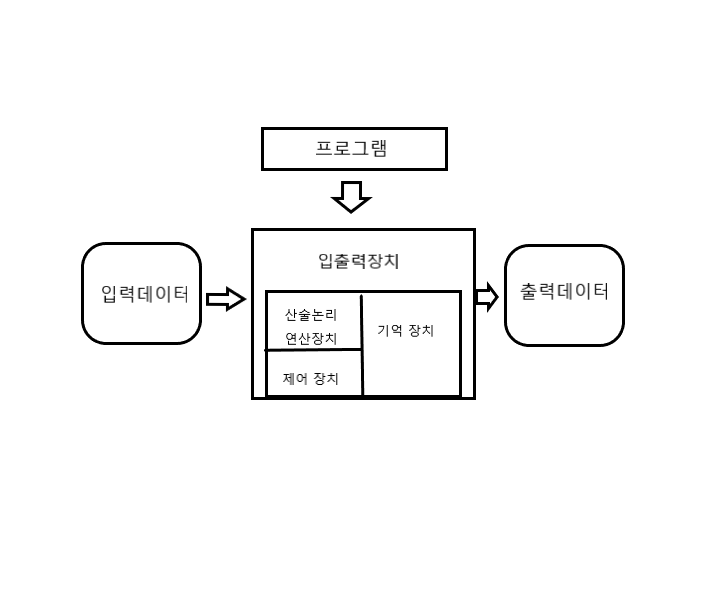 프로그램
입력데이터
입출력장치
산술논리
연산장치
제어 장치
기억 장치
출력데이터